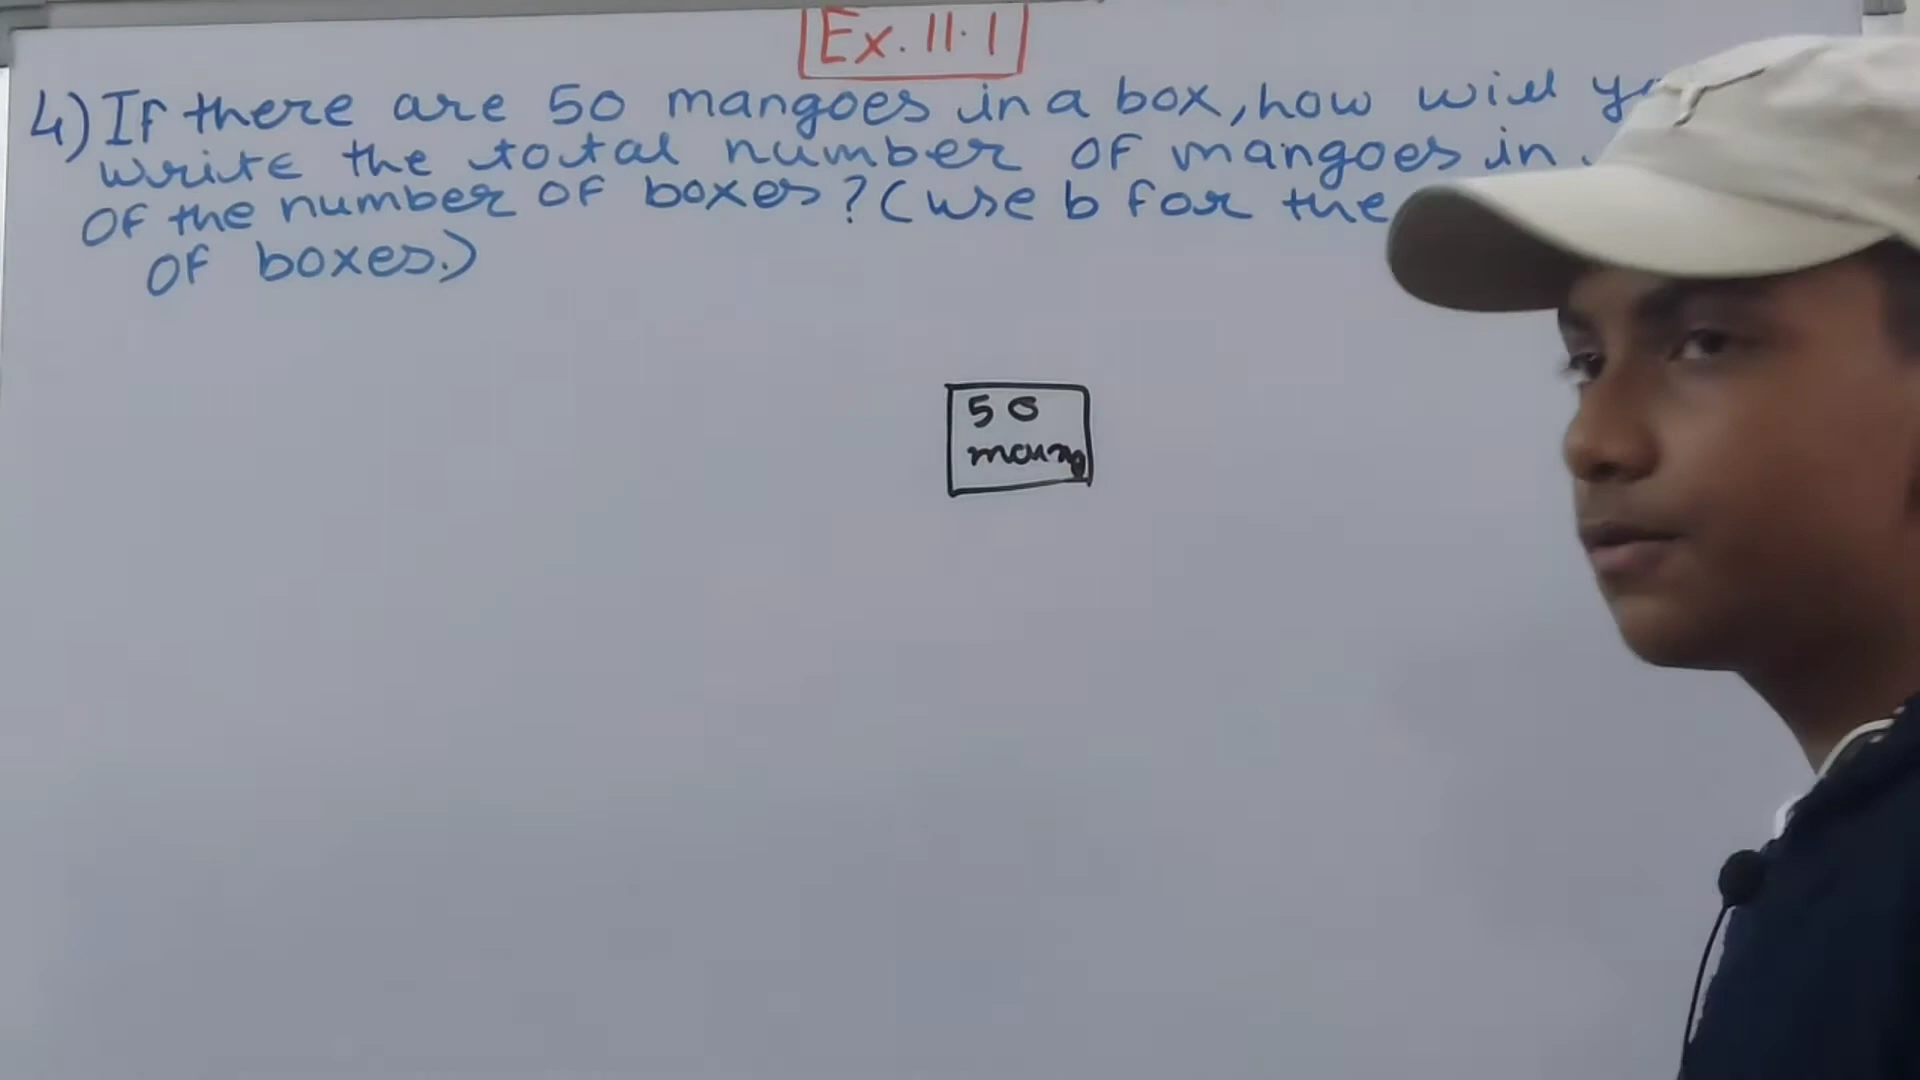 Ex. 11.1
4) If there are 50 mangoes in a box, how will
write the total number of mangoes in
of the number of boxes? (use b for the
of boxes.)
50
mang